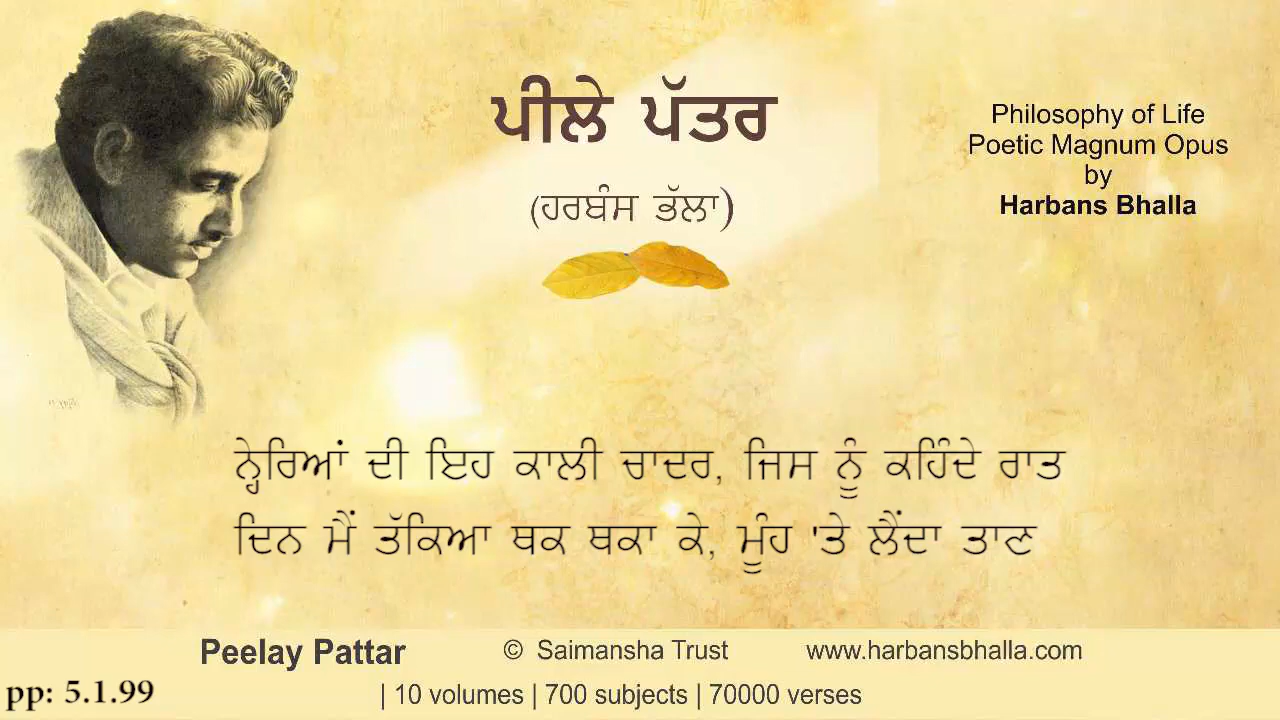 ਪੀਲੇ ਪੱਤਰ
(ਹਰਬੰਸ ਭੱਲਾ)
Philosophy of Life
Poetic Magnum Opus
by
Harbans Bhalla
ਨ੍ਹੇਰਿਆਂ ਦੀ ਇਹ ਕਾਲੀ ਚਾਦਰ, ਜਿਸ ਨੂੰ ਕਹਿੰਦੇ ਰਾਤ
ਦਿਨ ਮੈਂ ਤੱਕਿਆ ਥਕ ਥਕਾ ਕੇ, ਮੂੰਹ 'ਤੇ ਲੈਂਦਾ ਤਾਣ
Peelay Pattar © Saimansha Trust www.harbansbhalla.com
pp: 5.1.99 | 10 volumes | 700 subjects | 70000 verses